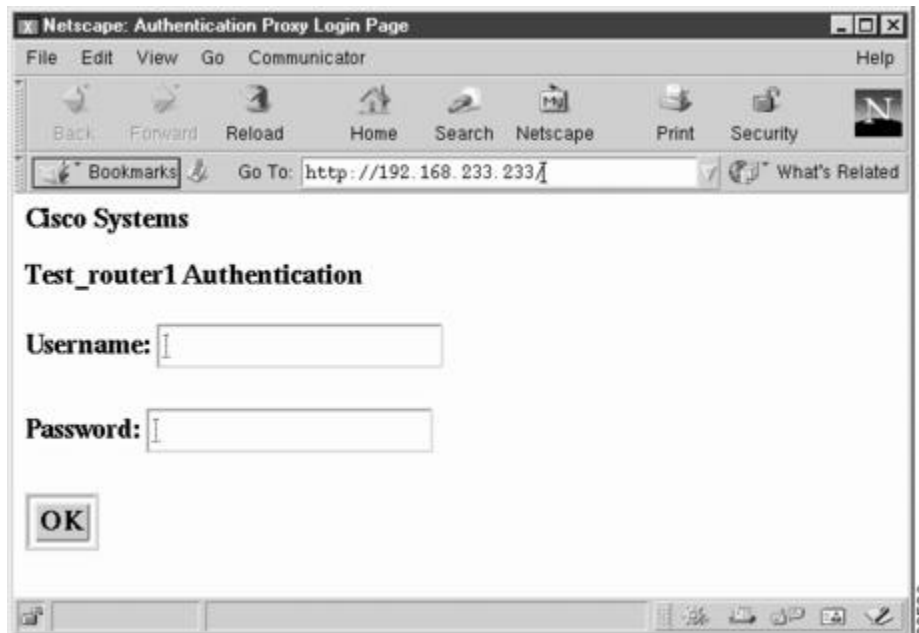 Netscape: Authentication Proxy Login Page
File Edit View Go Communicator Help
Back Forward Reload Home Search Netscape Print Security
Bookmarks Go To: http://192.168.233.233/ What's Related
Cisco Systems
Test_router1 Authentication
Username:
Password:
OK